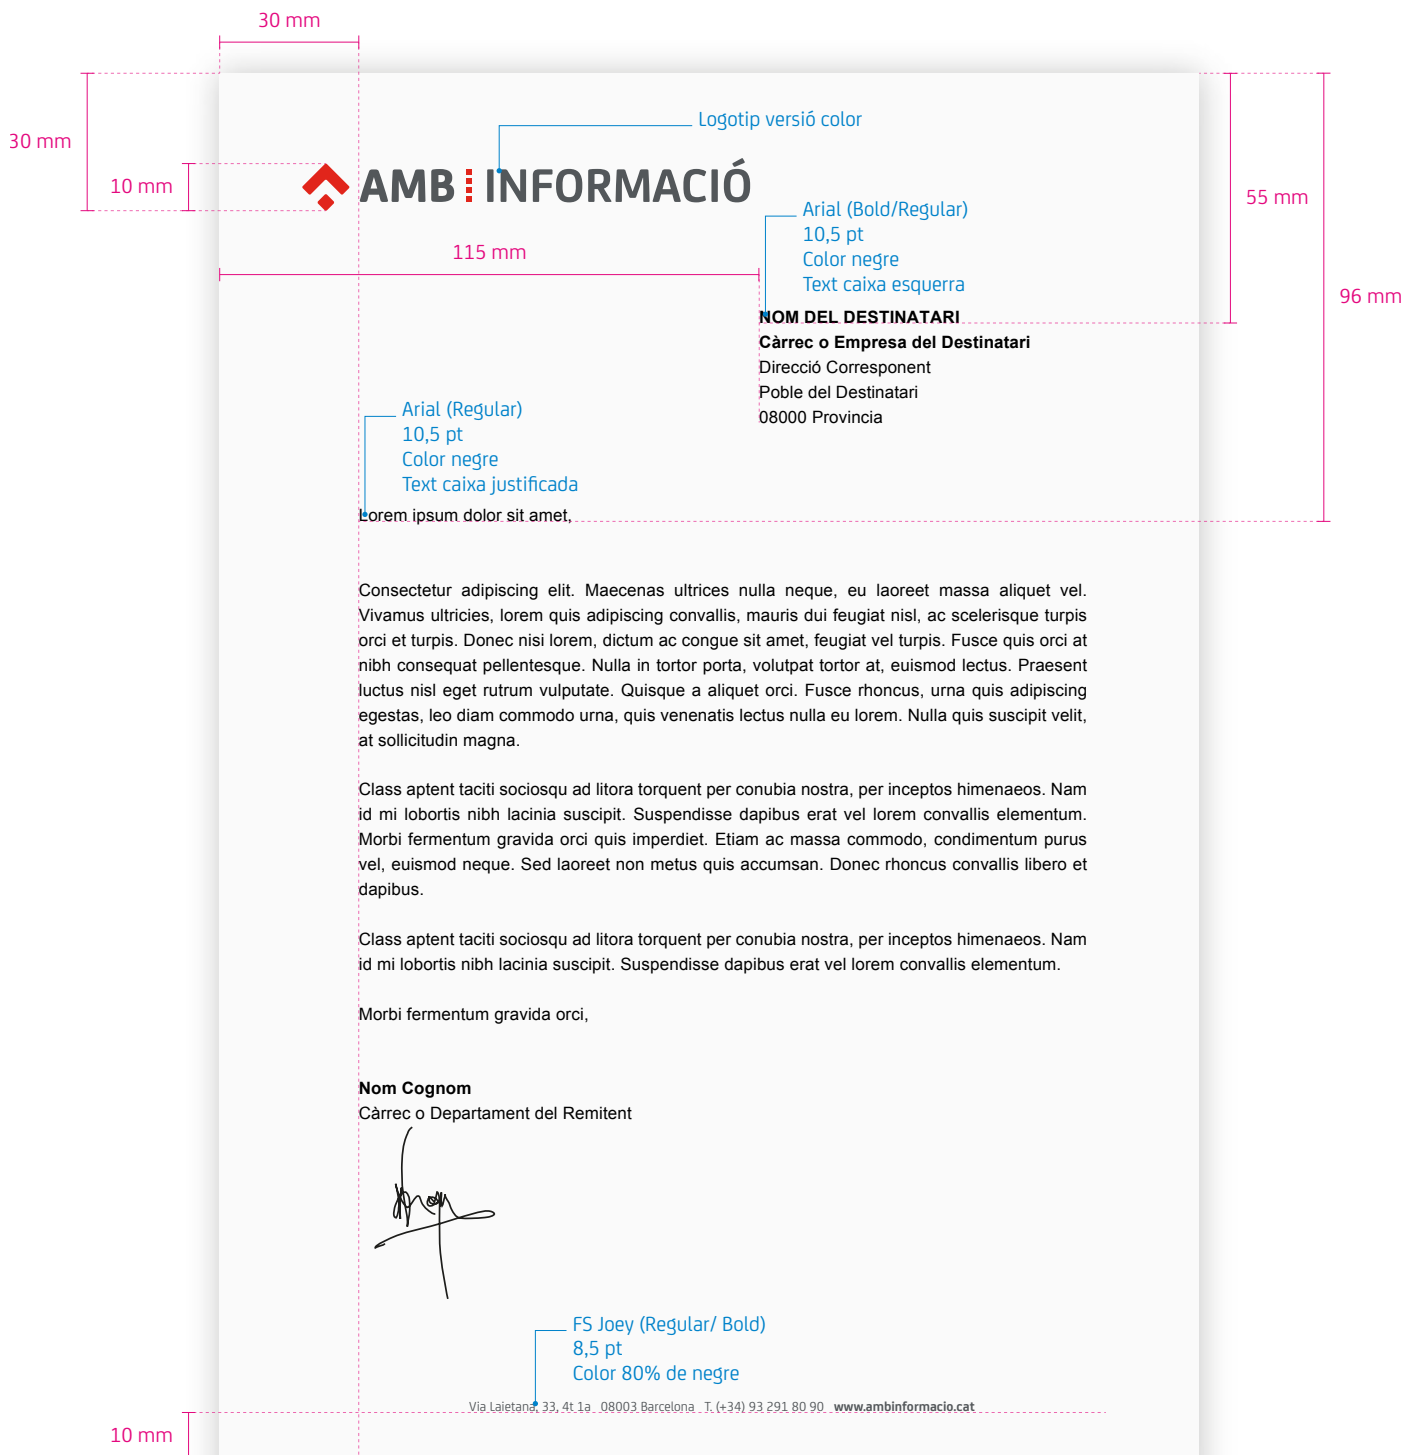 30 mm
30 mm
10 mm
Logotip versió color
AMB INFORMACIÓ
55 mm
96 mm
115 mm
Arial (Bold/Regular)
10,5 pt
Color negre
Text caixa esquerra
NOM DEL DESTINATARI
Càrrec o Empresa del Destinatari
Direcció Corresponent
Poble del Destinatari
08000 Provincia
Arial (Regular)
10,5 pt
Color negre
Text caixa justificada
Lorem ipsum dolor sit amet,
Consectetur adipiscing elit. Maecenas ultrices nulla neque, eu laoreet massa aliquet vel.
Vivamus ultricies, lorem quis adipiscing convallis, mauris dui feugiat nisl, ac scelerisque turpis
orci et turpis. Donec nisi lorem, dictum ac congue sit amet, feugiat vel turpis. Fusce quis orci at
nibh consequat pellentesque. Nulla in tortor porta, volutpat tortor at, euismod lectus. Praesent
luctus nisl eget rutrum vulputate. Quisque a aliquet orci. Fusce rhoncus, urna quis adipiscing
egestas, leo diam commodo urna, quis venenatis lectus nulla eu lorem. Nulla quis suscipit velit,
at sollicitudin magna.
Class aptent taciti sociosqu ad litora torquent per conubia nostra, per inceptos himenaeos. Nam
id mi lobortis nibh lacinia suscipit. Suspendisse dapibus erat vel lorem convallis elementum.
Morbi fermentum gravida orci quis imperdiet. Etiam ac massa commodo, condimentum purus
vel, euismod neque. Sed laoreet non metus quis accumsan. Donec rhoncus convallis libero et
dapibus.
Class aptent taciti sociosqu ad litora torquent per conubia nostra, per inceptos himenaeos. Nam
id mi lobortis nibh lacinia suscipit. Suspendisse dapibus erat vel lorem convallis elementum.
Morbi fermentum gravida orci,
Nom Cognom
Càrrec o Departament del Remitent
FS Joey (Regular/ Bold)
8,5 pt
Color 80% de negre
Via Laietana, 33, 4t 1a 08003 Barcelona T. (+34) 93 291 80 90 www.ambinformacio.cat
10 mm